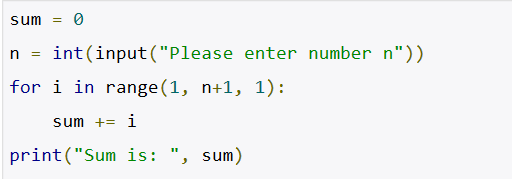 sum = 0
n = int(input("Please enter number n"))
for i in range(1, n+1, 1):
    sum += i
print("Sum is: ", sum)